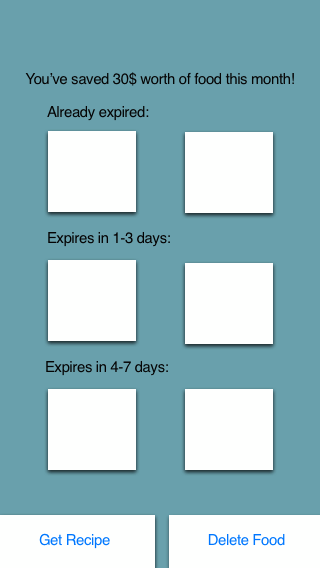 You’ve saved 30$ worth of food this month!
Already expired:
Expires in 1-3 days:
Expires in 4-7 days:
Get Recipe
Delete Food